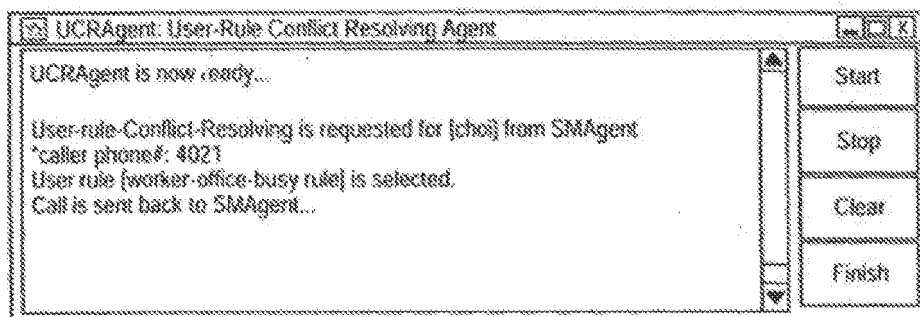 UCRAgent: User-Rule Conflict Resolving Agent
UCRAgent is now ready...
User-rule-Conflict-Resolving is requested for [choi] from SMAgent
*caller phone#: 4021
User rule [worker-office-busy rule] is selected.
Call is sent back to SMAgent...
Start
Stop
Clear
Finish